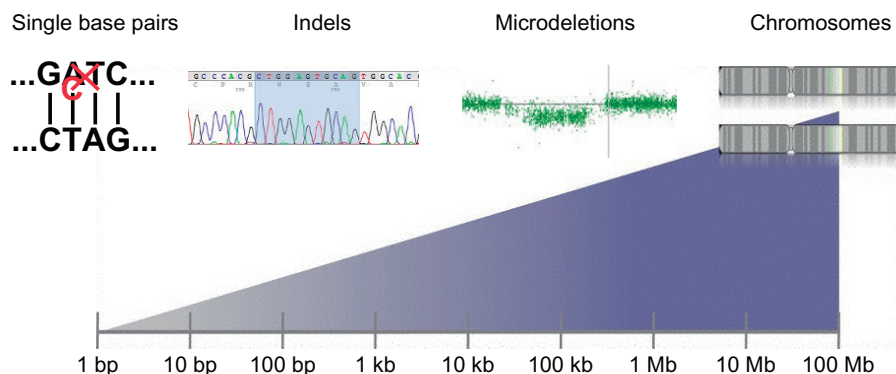 Single base pairs Indels Microdeletions Chromosomes
...GATC...
C
...CTAG...
G C C C A C G C T G G A G T G C A G T G G C A C
1 bp 10 bp 100 bp 1 kb 10 kb 100 kb 1 Mb 10 Mb 100 Mb